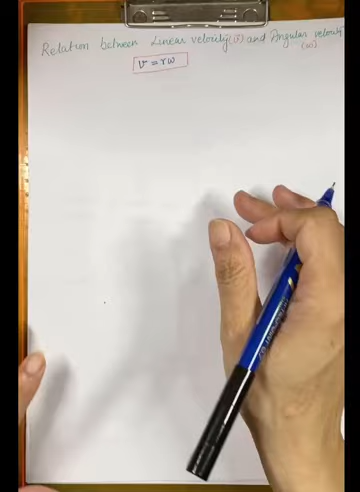 Relation between Linear velocity (v) and Angular velocity
(ω)
v = rω